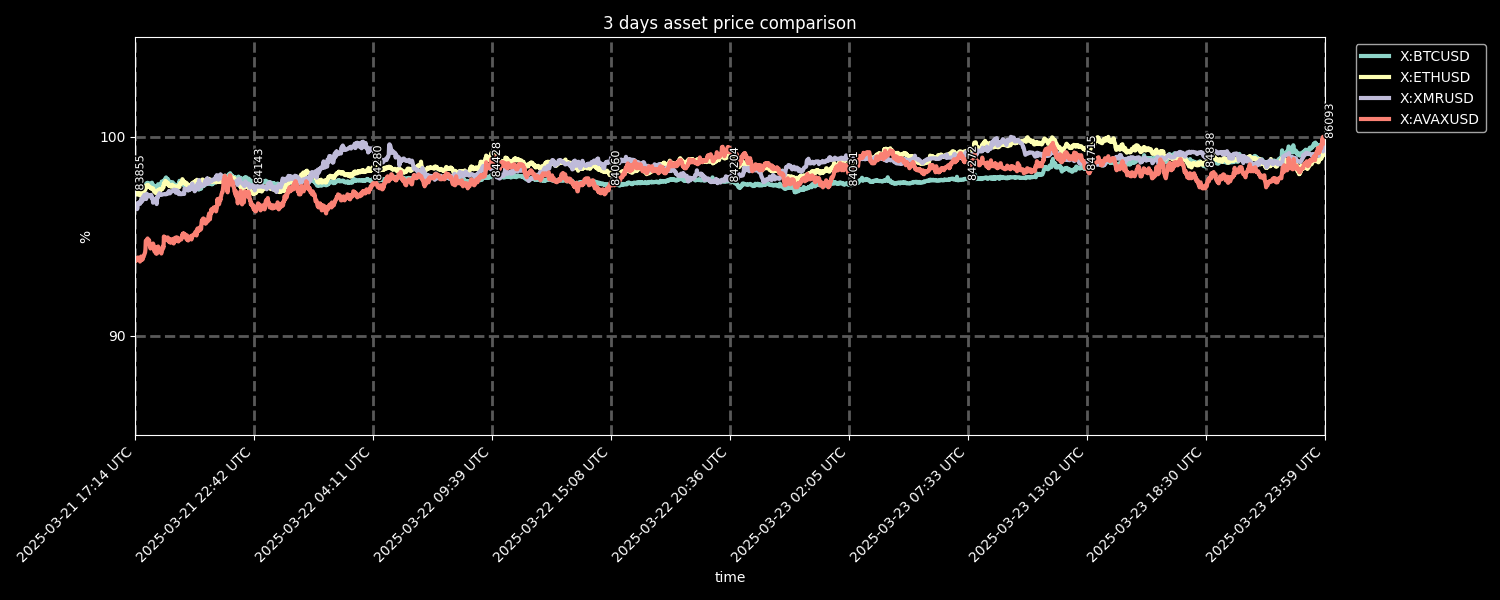 3 days asset price comparison
X:BTCUSD
X:ETHUSD
X:XMRUSD
X:AVAXUSD
100
90
%
83855
84143
84280
84428
84060
84204
84031
84272
84715
84838
86093
2025-03-21 17:14 UTC
2025-03-21 22:42 UTC
2025-03-22 04:11 UTC
2025-03-22 09:39 UTC
2025-03-22 15:08 UTC
2025-03-22 20:36 UTC
2025-03-23 02:05 UTC
2025-03-23 07:33 UTC
2025-03-23 13:02 UTC
2025-03-23 18:30 UTC
2025-03-23 23:59 UTC
time